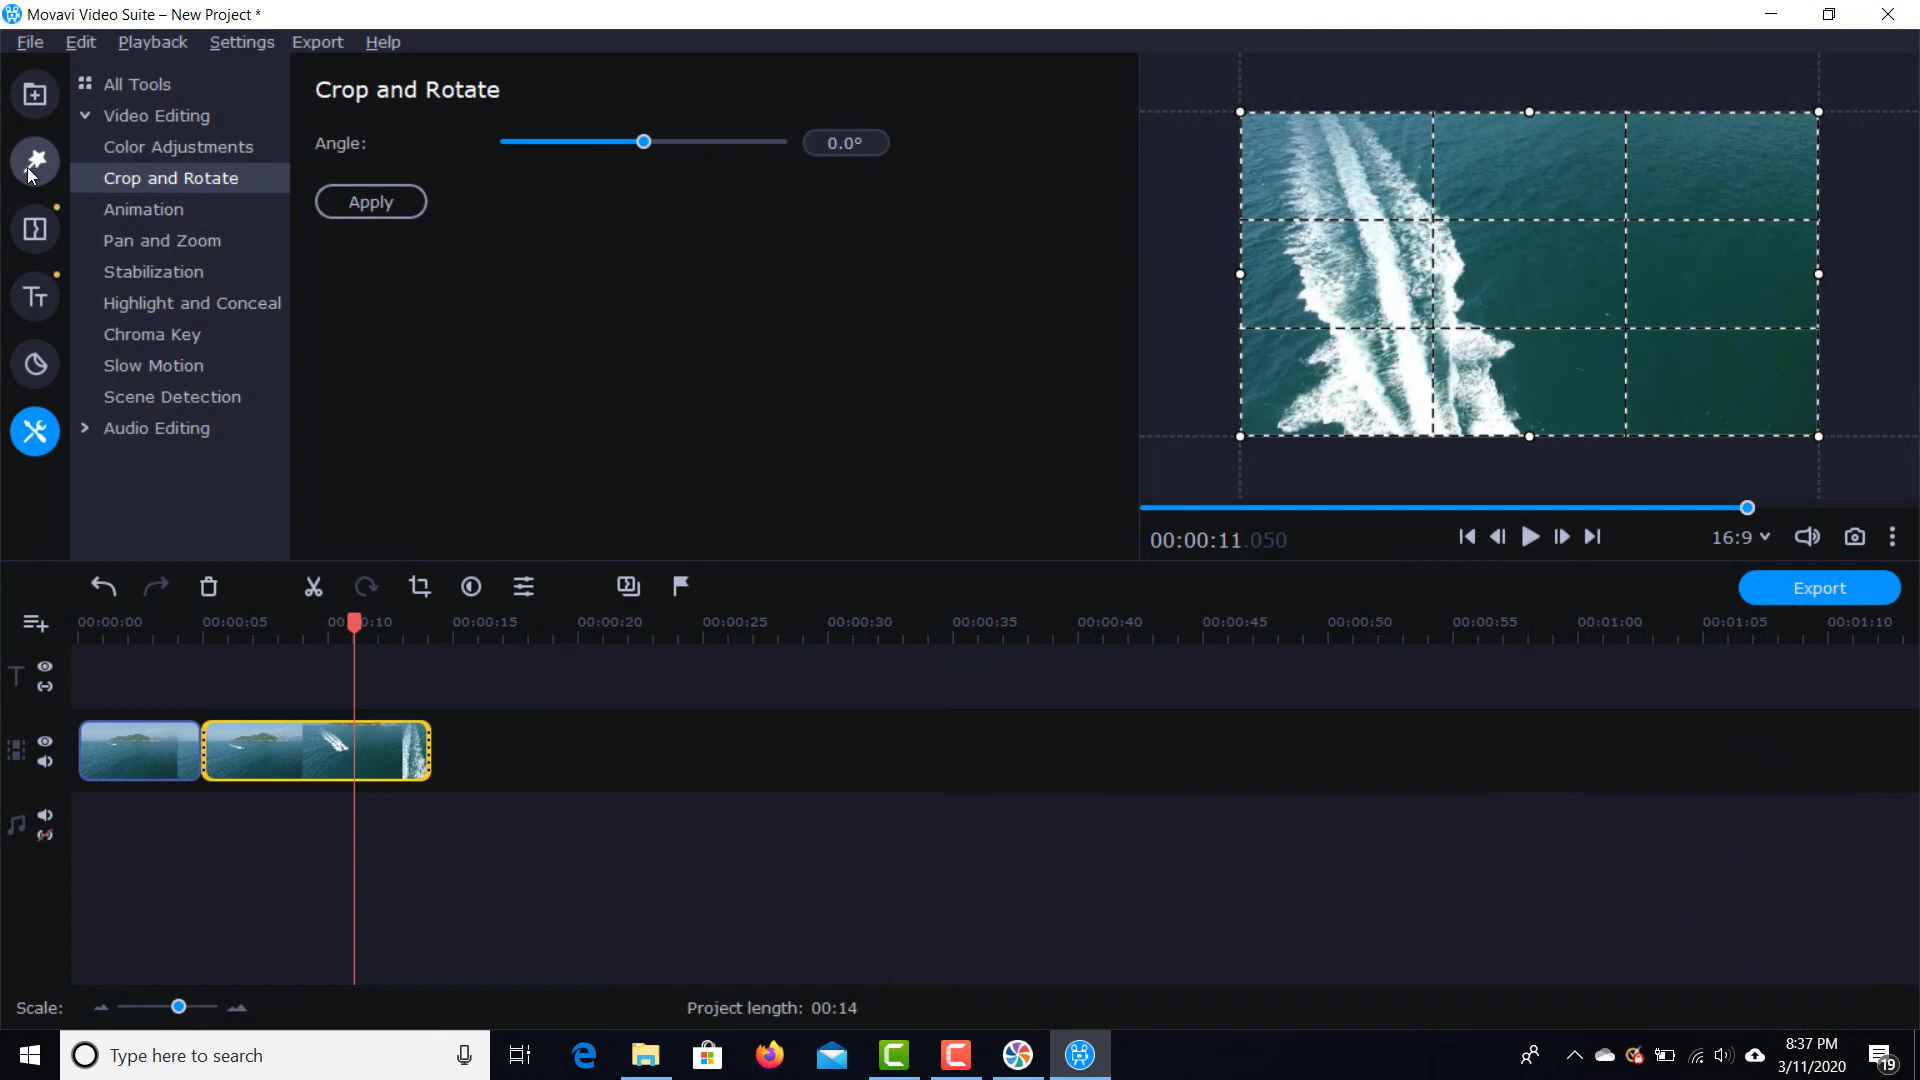 Movavi Video Suite – New Project *
File Edit Playback Settings Export Help
All Tools
Video Editing
Color Adjustments
Crop and Rotate
Animation
Pan and Zoom
Stabilization
Highlight and Conceal
Chroma Key
Slow Motion
Scene Detection
Audio Editing
Crop and Rotate
Angle: 0.0°
Apply
00:00:11.050
16:9
Export
00:00:00 00:00:05 00:00:10 00:00:15 00:00:20 00:00:25 00:00:30 00:00:35 00:00:40 00:00:45 00:00:50 00:00:55 00:01:00 00:01:05 00:01:10
Scale: Project length: 00:14
Type here to search
8:37 PM
3/11/2020
19